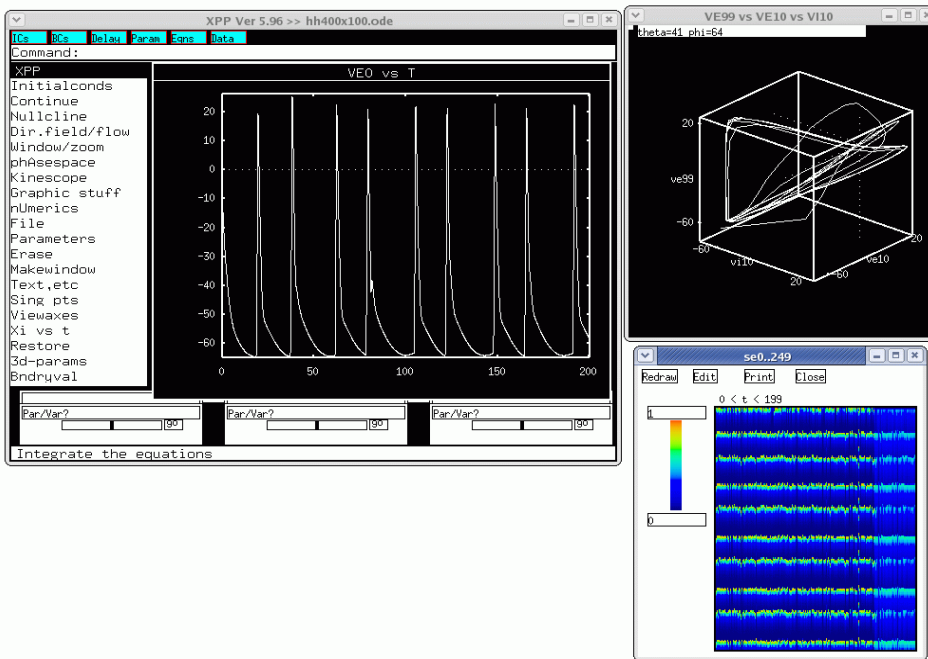 XPP Ver 5.96 >> hh400x100.ode
ICs BCs Delay Param Eqns Data
Command:
XPP
Initialconds
Continue
Nullcline
Dir.field/flow
Window/zoom
phAsespace
Kinescope
Graphic stuff
nUmerics
File
Parameters
Erase
Makewindow
Text,etc
Sing pts
Viewaxes
Xi vs t
Restore
3d-params
Bndryval
VE0 vs T
20
10
0
-10
-20
-30
-40
-50
-60
0 50 100 150 200
Par/Var? Par/Var? Par/Var?
go go go
Integrate the equations
VE99 vs VE10 vs VI10
theta=41 phi=64
20
ve99
-60
-60
vi10
20
-60
ve10
20
se0..249
Redraw Edit Print Close
0 < t < 199
1
0